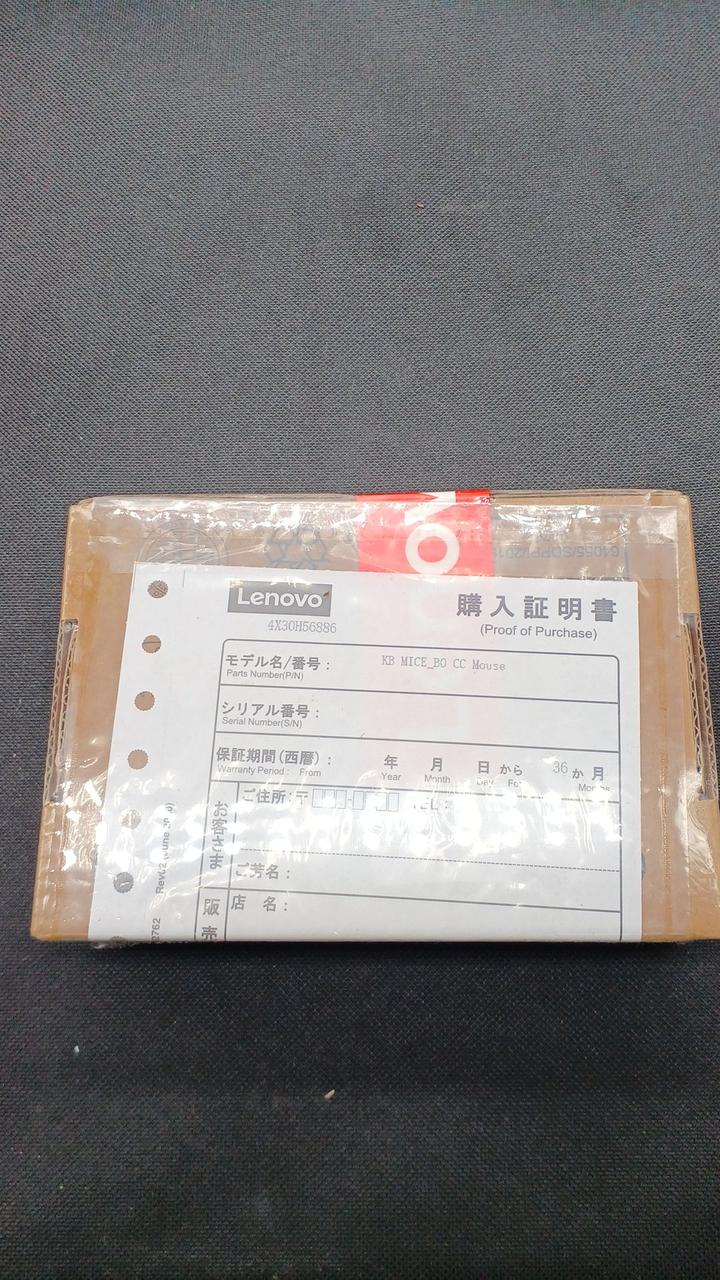 Lenovo
4X30H56886
購入証明書
(Proof of Purchase)
モデル名/番号： KB MICE_BO CC Mouse
Parts Number(P/N)
シリアル番号：
Serial Number(S/N)
保証期間(西暦)： 年 月 日 から 36 か 月
Warranty Period : From Year Month Day For Months
お客さま
ご住所：〒
ご芳名：
販売
店 名：